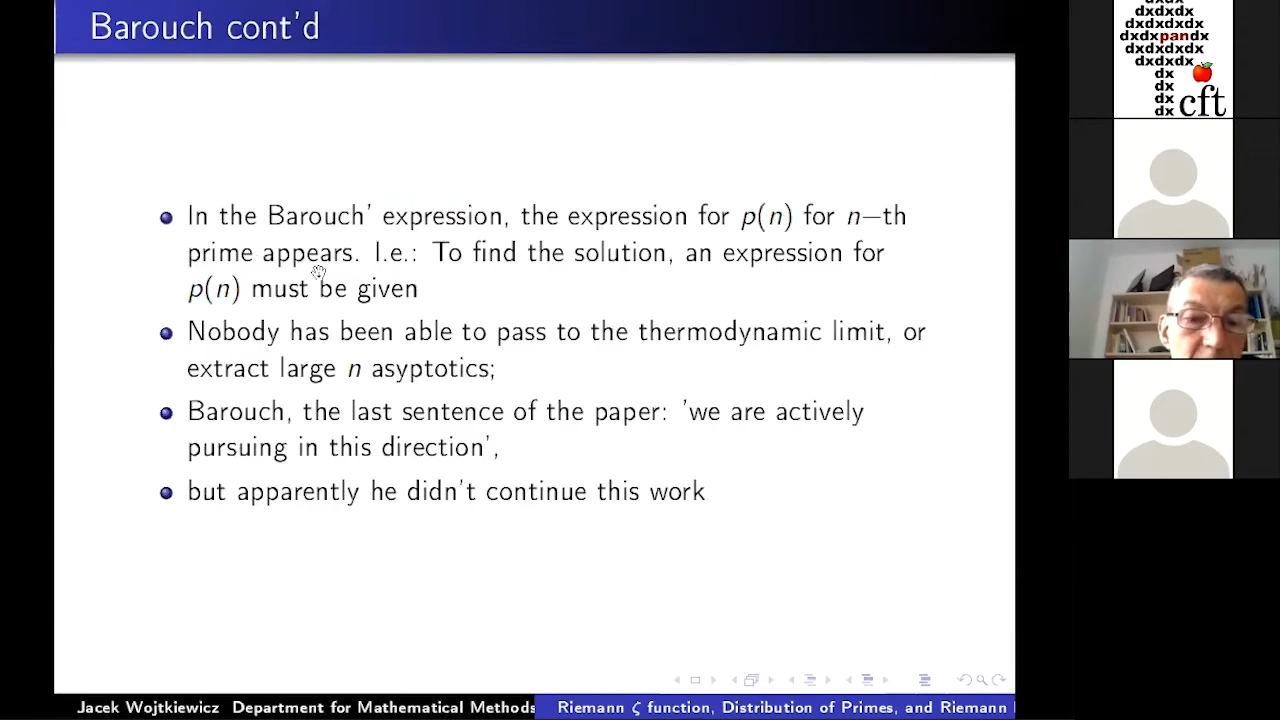 Barouch cont'd
In the Barouch' expression, the expression for p(n) for n−th
prime appears. I.e.: To find the solution, an expression for
p(n) must be given
Nobody has been able to pass to the thermodynamic limit, or
extract large n asyptotics;
Barouch, the last sentence of the paper: 'we are actively
pursuing in this direction',
but apparently he didn't continue this work
Jacek Wojtkiewicz Department for Mathematical Methods
Riemann ζ function, Distribution of Primes, and Riemann
dxdxdx
dxdxdxdx
dxdxpandx
dxdxdxdx
dxdxdx
dx
dx
dx
dx
cft